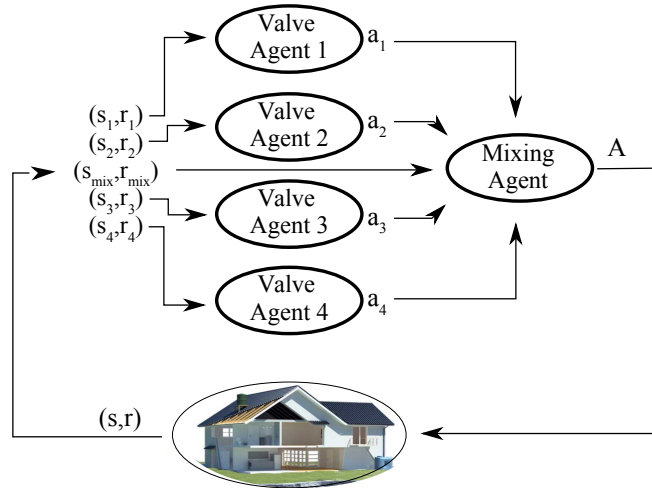 Valve
Agent 1
a₁
(s₁,r₁)
(s₂,r₂)
Valve
Agent 2
a₂
(sₘᵢₓ,rₘᵢₓ)
Mixing
Agent
A
(s₃,r₃)
(s₄,r₄)
Valve
Agent 3
a₃
Valve
Agent 4
a₄
(s,r)